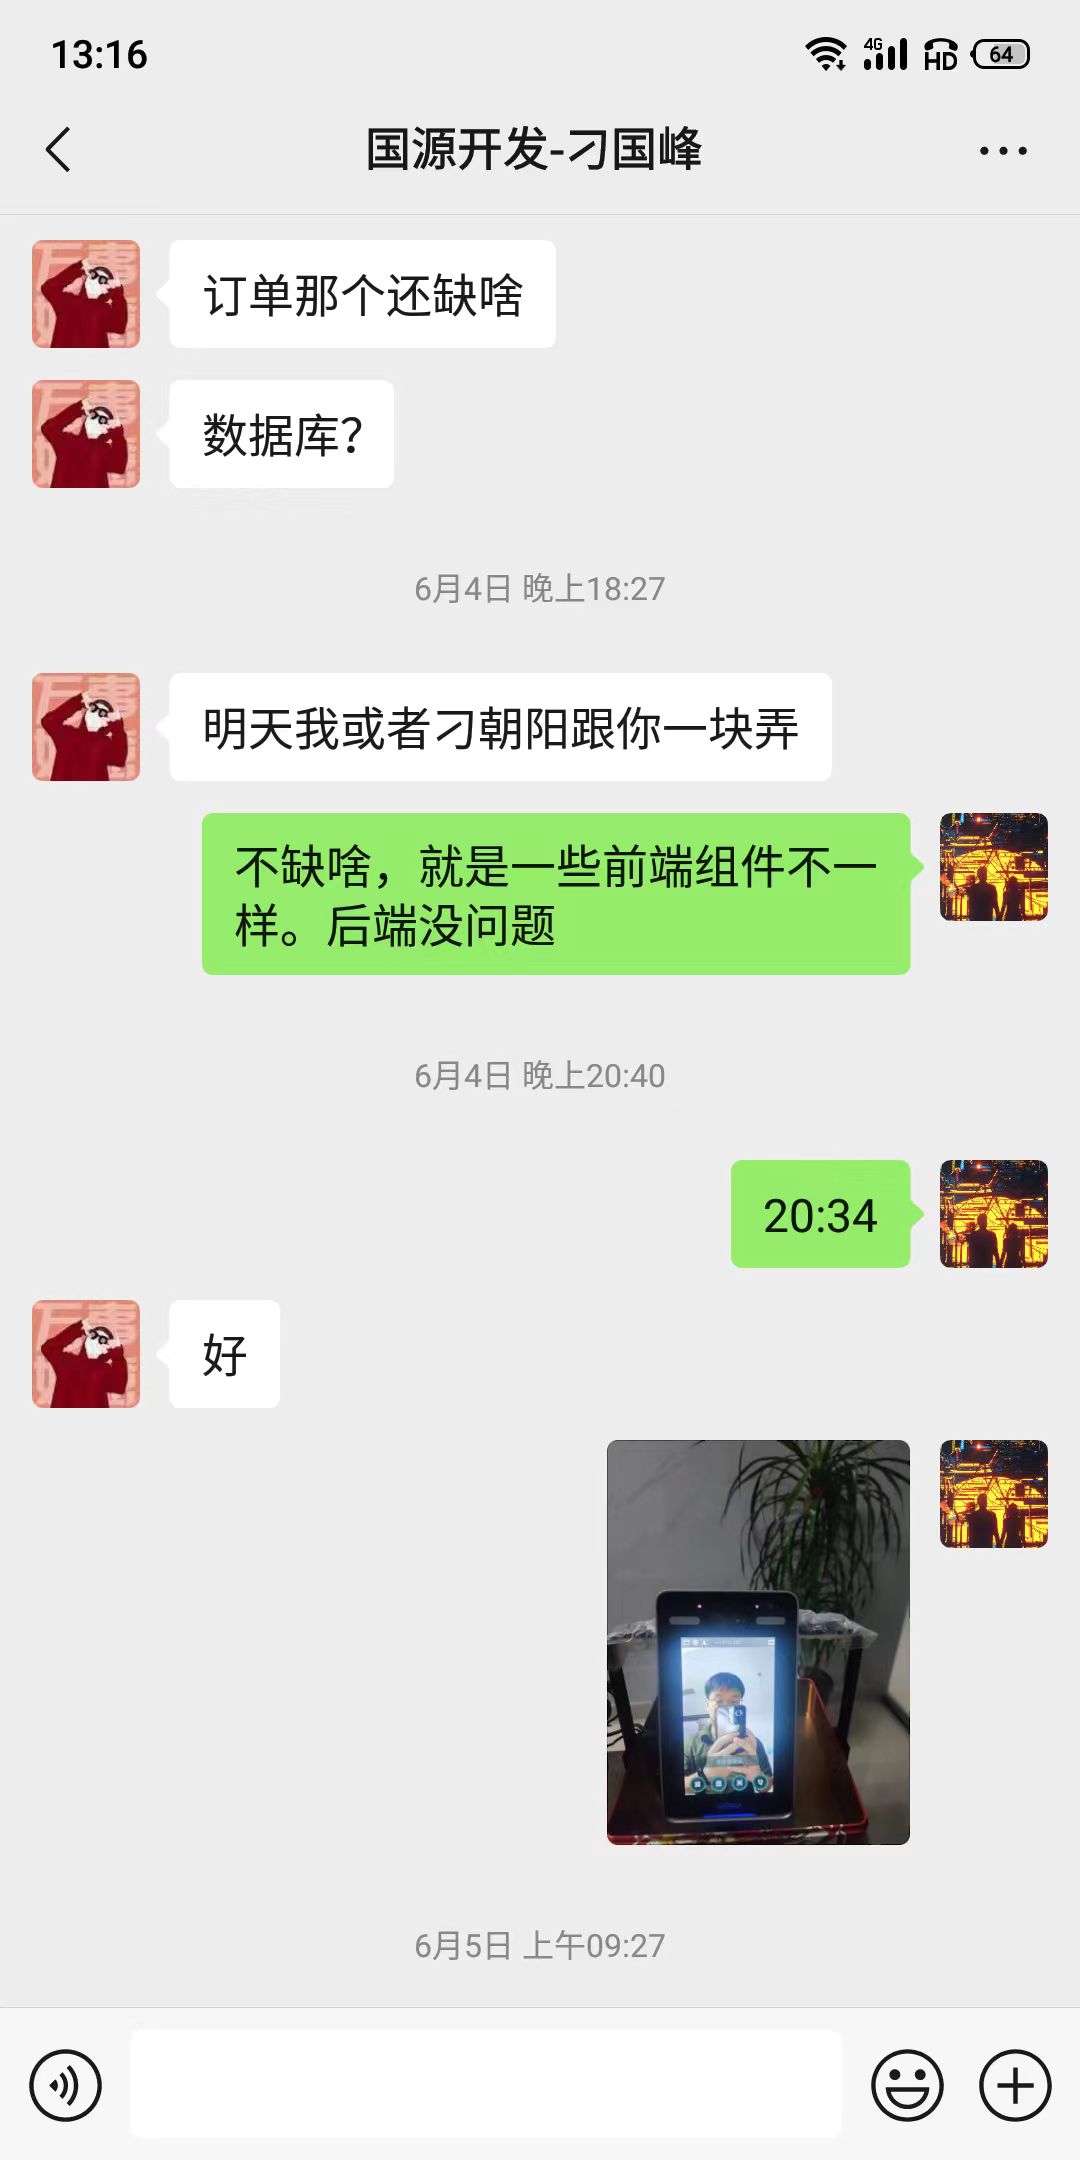 13:16
4G
HD
64
国源开发-刁国峰
订单那个还缺啥
数据库?
6月4日 晚上18:27
明天我或者刁朝阳跟你一块弄
不缺啥，就是一些前端组件不一
样。后端没问题
6月4日 晚上20:40
20:34
好
6月5日 上午09:27